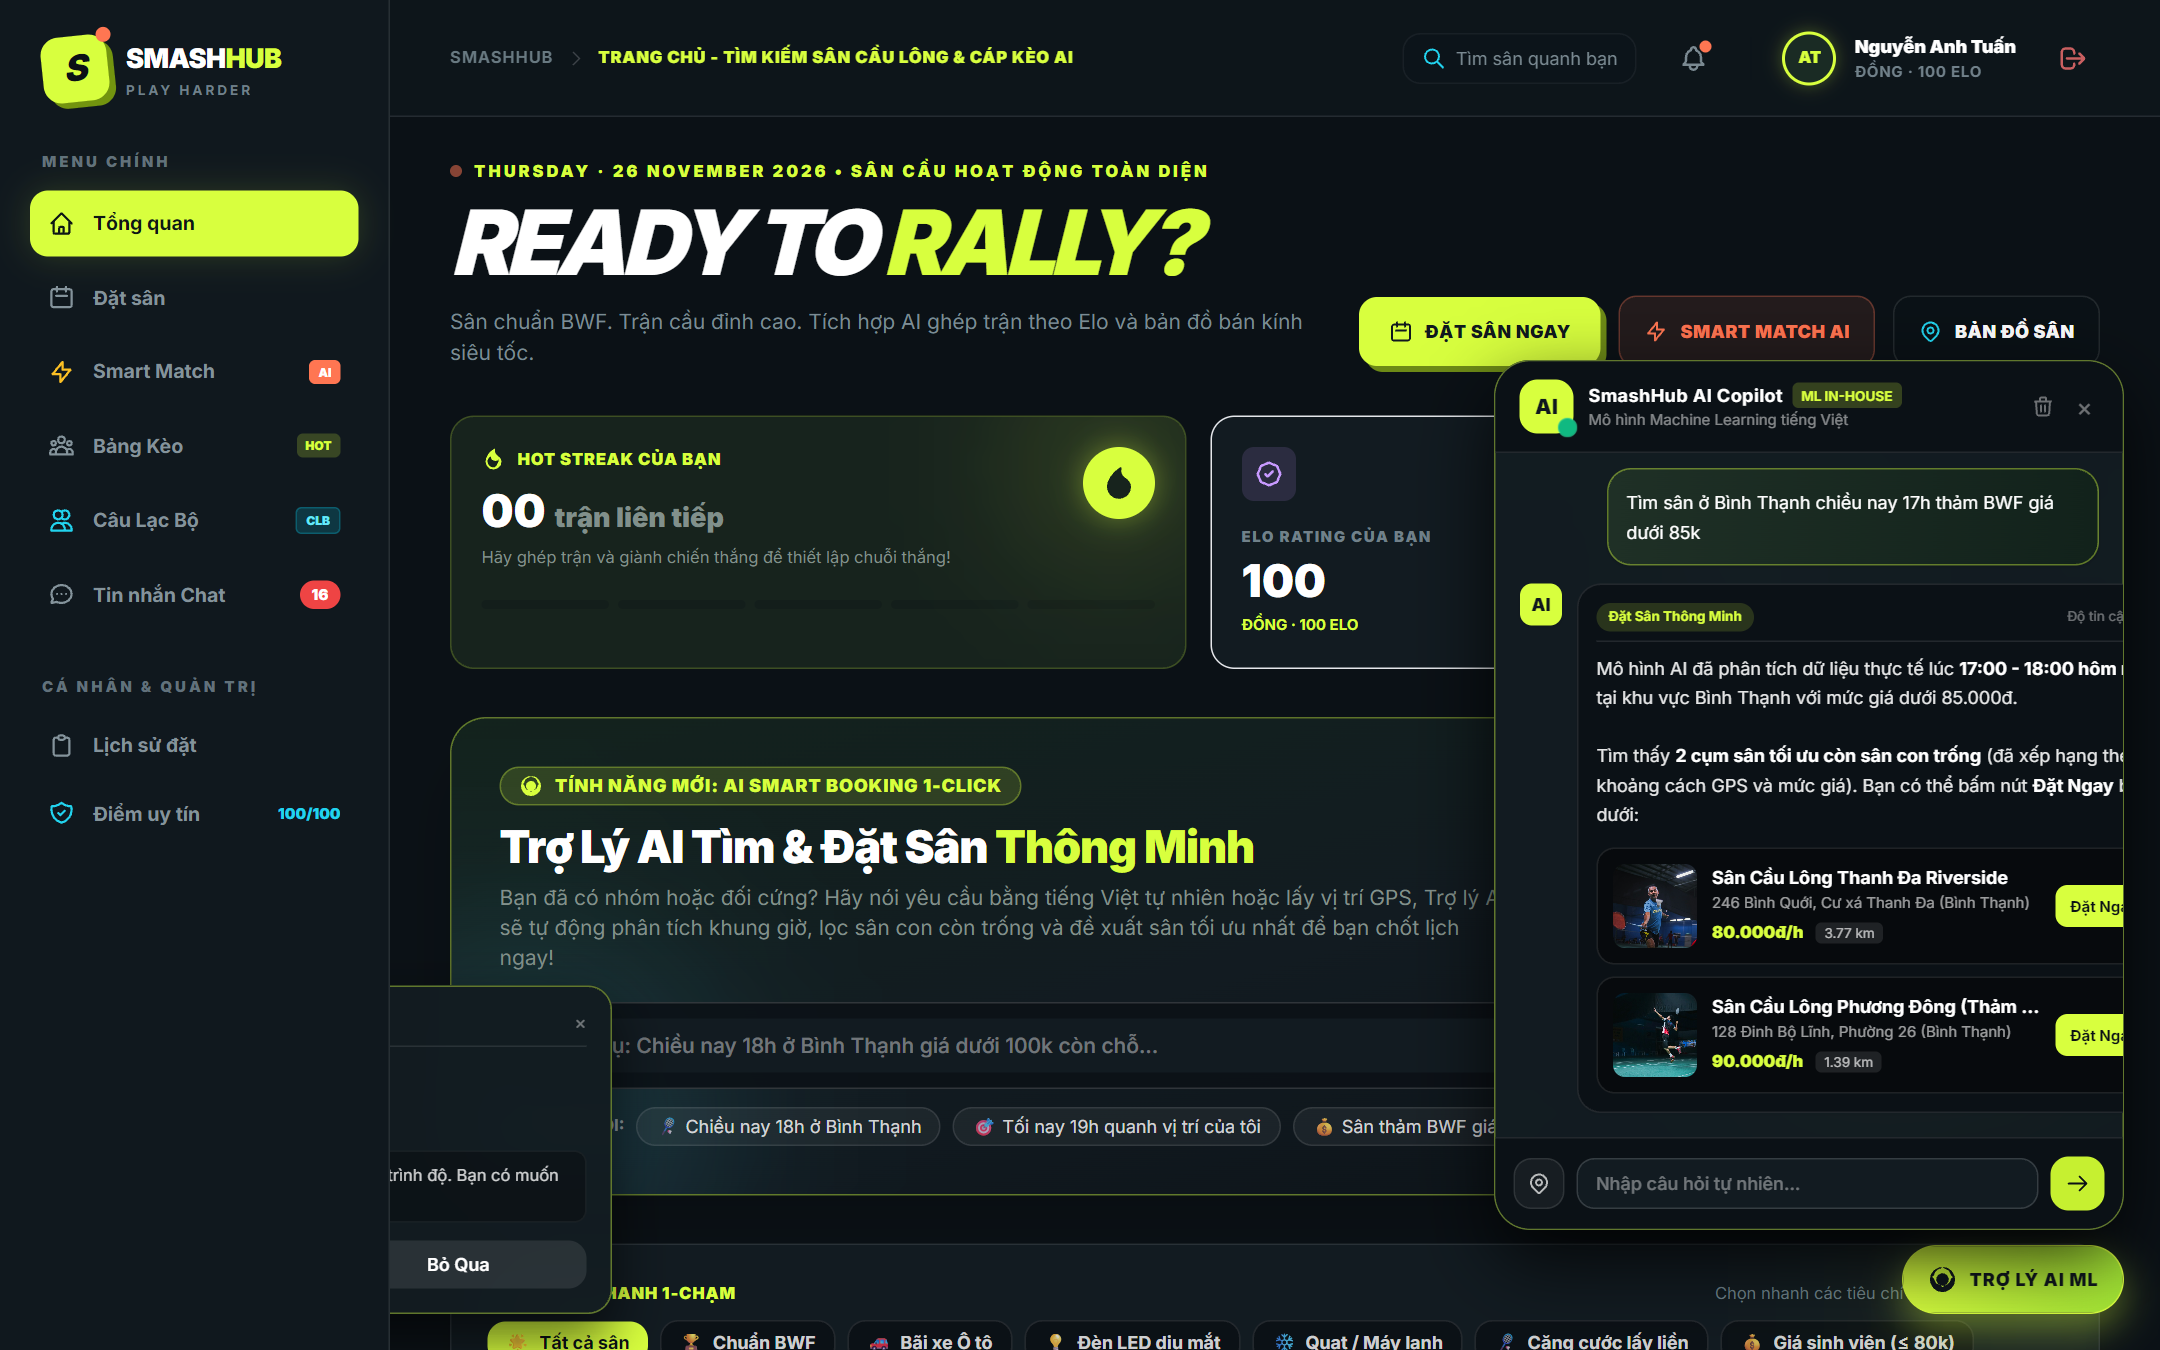 S
SMASHHUB
PLAY HARDER
MENU CHÍNH
Tổng quan
Đặt sân
Smart Match
AI
Bảng Kèo
HOT
Câu Lạc Bộ
CLB
Tin nhắn Chat
16
CÁ NHÂN & QUẢN TRỊ
Lịch sử đặt
Điểm uy tín
100/100
SMASHHUB
TRANG CHỦ - TÌM KIẾM SÂN CẦU LÔNG & CÁP KÈO AI
Tìm sân quanh bạn
AT
Nguyễn Anh Tuấn
ĐỒNG · 100 ELO
THURSDAY · 26 NOVEMBER 2026 • SÂN CẦU HOẠT ĐỘNG TOÀN DIỆN
READY TO RALLY?
Sân chuẩn BWF. Trận cầu đỉnh cao. Tích hợp AI ghép trận theo Elo và bản đồ bán kính
siêu tốc.
ĐẶT SÂN NGAY
SMART MATCH AI
BẢN ĐỒ SÂN
HOT STREAK CỦA BẠN
00 trận liên tiếp
Hãy ghép trận và giành chiến thắng để thiết lập chuỗi thắng!
ELO RATING CỦA BẠN
100
ĐỒNG · 100 ELO
TÍNH NĂNG MỚI: AI SMART BOOKING 1-CLICK
Trợ Lý AI Tìm & Đặt Sân Thông Minh
Bạn đã có nhóm hoặc đối cứng? Hãy nói yêu cầu bằng tiếng Việt tự nhiên hoặc lấy vị trí GPS, Trợ lý A
sẽ tự động phân tích khung giờ, lọc sân con còn trống và đề xuất sân tối ưu nhất để bạn chốt lịch
ngay!
ụ: Chiều nay 18h ở Bình Thạnh giá dưới 100k còn chỗ...
Chiều nay 18h ở Bình Thạnh
Tối nay 19h quanh vị trí của tôi
Sân thảm BWF giá
trình độ. Bạn có muốn
Bỏ Qua
HANH 1-CHẠM
Chọn nhanh các tiêu chí
Tất cả sân
Chuẩn BWF
Bãi xe Ô tô
Đèn LED dịu mắt
Quạt / Máy lạnh
Căng cước lấy liền
Giá sinh viên (≤ 80k)
AI
SmashHub AI Copilot
ML IN-HOUSE
Mô hình Machine Learning tiếng Việt
Tìm sân ở Bình Thạnh chiều nay 17h thảm BWF giá
dưới 85k
AI
Đặt Sân Thông Minh
Độ tin cậ
Mô hình AI đã phân tích dữ liệu thực tế lúc 17:00 - 18:00 hôm n
tại khu vực Bình Thạnh với mức giá dưới 85.000đ.
Tìm thấy 2 cụm sân tối ưu còn sân con trống (đã xếp hạng the
khoảng cách GPS và mức giá). Bạn có thể bấm nút Đặt Ngay b
dưới:
Sân Cầu Lông Thanh Đa Riverside
246 Bình Quới, Cư xá Thanh Đa (Bình Thạnh)
80.000đ/h
3.77 km
Đặt Nga
Sân Cầu Lông Phương Đông (Thảm ...
128 Đinh Bộ Lĩnh, Phường 26 (Bình Thạnh)
90.000đ/h
1.39 km
Đặt Nga
Nhập câu hỏi tự nhiên...
TRỢ LÝ AI ML